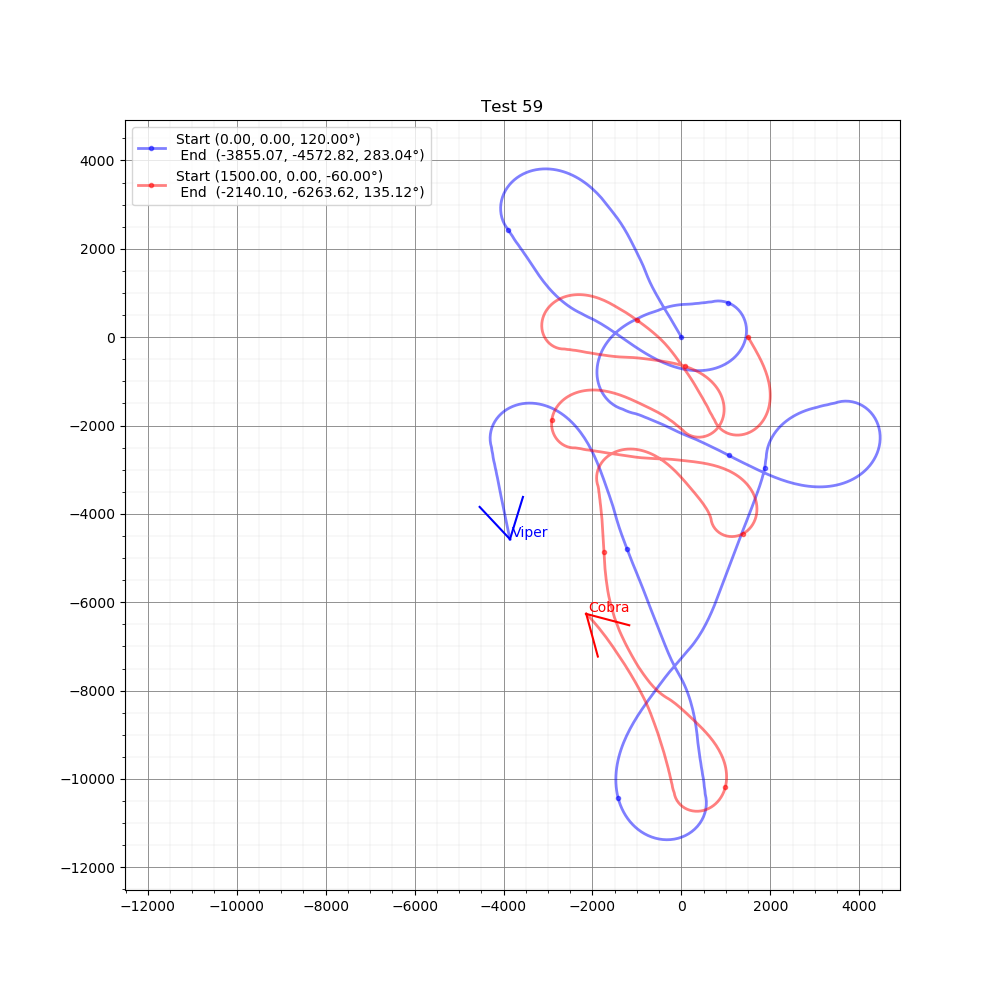 Test 59
Start (0.00, 0.00, 120.00°)
End  (-3855.07, -4572.82, 283.04°)
Start (1500.00, 0.00, -60.00°)
End  (-2140.10, -6263.62, 135.12°)
4000
2000
0
−2000
−4000
−6000
−8000
−10000
−12000
Viper
Cobra
−12000 −10000 −8000 −6000 −4000 −2000 0 2000 4000